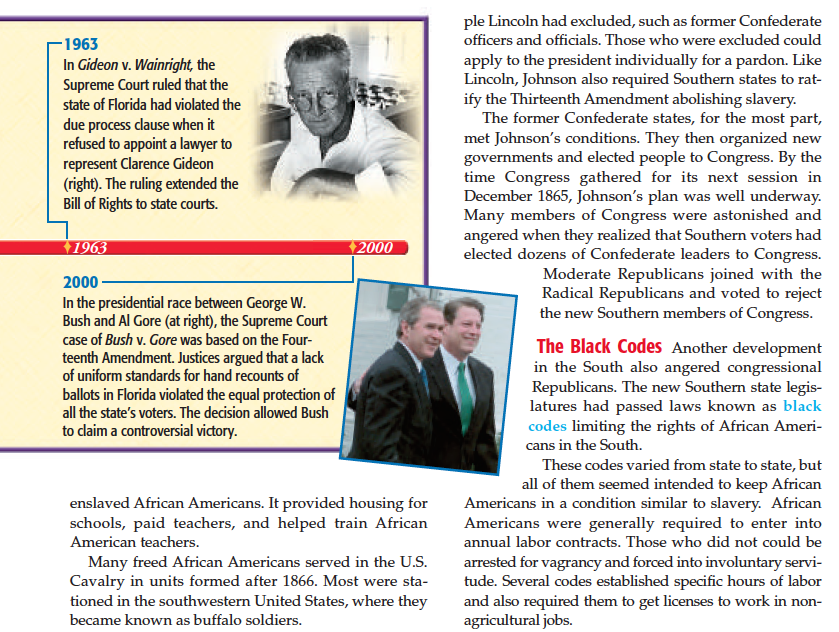 1963
In Gideon v. Wainright, the
Supreme Court ruled that the
state of Florida had violated the
due process clause when it
refused to appoint a lawyer to
represent Clarence Gideon
(right). The ruling extended the
Bill of Rights to state courts.
1963
2000
2000
In the presidential race between George W.
Bush and Al Gore (at right), the Supreme Court
case of Bush v. Gore was based on the Four-
teenth Amendment. Justices argued that a lack
of uniform standards for hand recounts of
ballots in Florida violated the equal protection of
all the state's voters. The decision allowed Bush
to claim a controversial victory.
enslaved African Americans. It provided housing for
schools, paid teachers, and helped train African
American teachers.
Many freed African Americans served in the U.S.
Cavalry in units formed after 1866. Most were sta-
tioned in the southwestern United States, where they
became known as buffalo soldiers.
ple Lincoln had excluded, such as former Confederate
officers and officials. Those who were excluded could
apply to the president individually for a pardon. Like
Lincoln, Johnson also required Southern states to rat-
ify the Thirteenth Amendment abolishing slavery.
The former Confederate states, for the most part,
met Johnson's conditions. They then organized new
governments and elected people to Congress. By the
time Congress gathered for its next session in
December 1865, Johnson's plan was well underway.
Many members of Congress were astonished and
angered when they realized that Southern voters had
elected dozens of Confederate leaders to Congress.
Moderate Republicans joined with the
Radical Republicans and voted to reject
the new Southern members of Congress.
The Black Codes Another development
in the South also angered congressional
Republicans. The new Southern state legis-
latures had passed laws known as black
codes limiting the rights of African Ameri-
cans in the South.
These codes varied from state to state, but
all of them seemed intended to keep African
Americans in a condition similar to slavery. African
Americans were generally required to enter into
annual labor contracts. Those who did not could be
arrested for vagrancy and forced into involuntary servi-
tude. Several codes established specific hours of labor
and also required them to get licenses to work in non-
agricultural jobs.